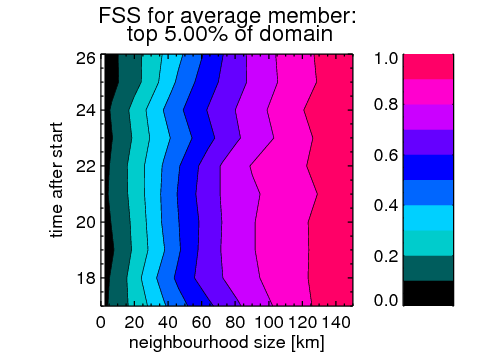 FSS for average member:
top 5.00% of domain
26
24
22
20
18
time after start
0 20 40 60 80 100 120 140
neighbourhood size [km]
1.0
0.8
0.6
0.4
0.2
0.0